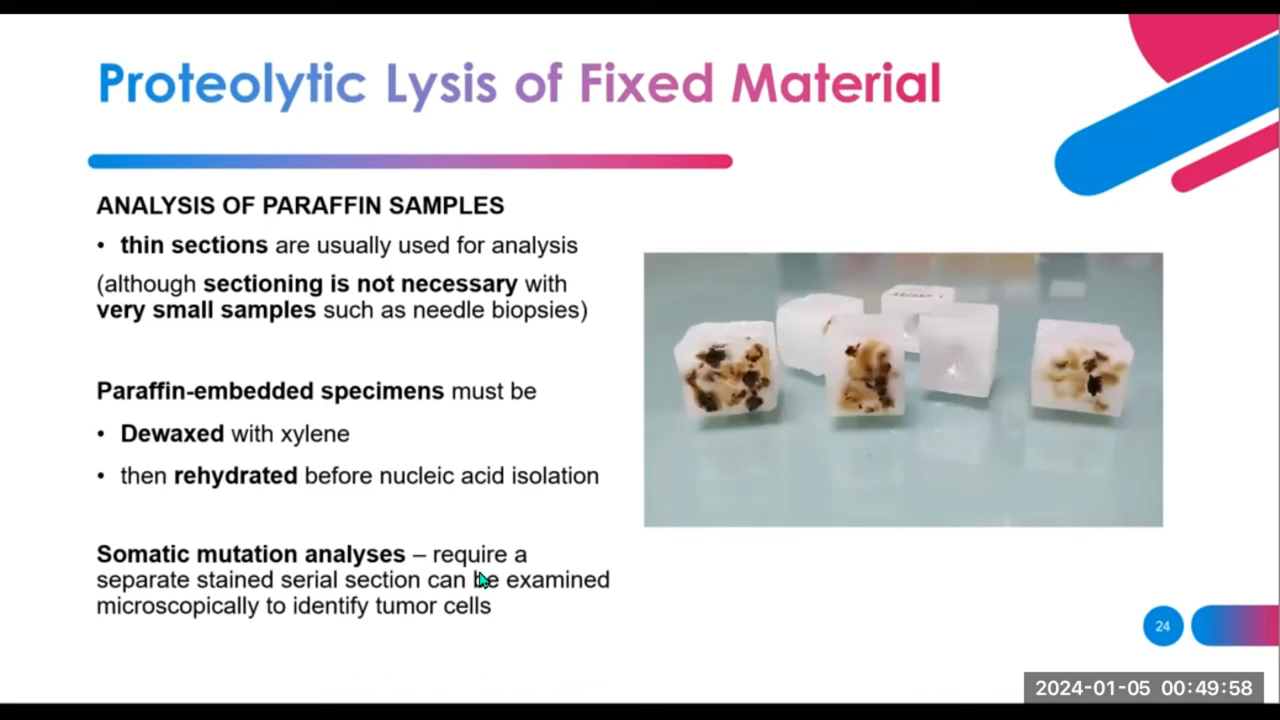 Proteolytic Lysis of Fixed Material
ANALYSIS OF PARAFFIN SAMPLES
• thin sections are usually used for analysis
(although sectioning is not necessary with
very small samples such as needle biopsies)
Paraffin-embedded specimens must be
• Dewaxed with xylene
• then rehydrated before nucleic acid isolation
Somatic mutation analyses – require a
separate stained serial section can be examined
microscopically to identify tumor cells
24
2024-01-05 00:49:58